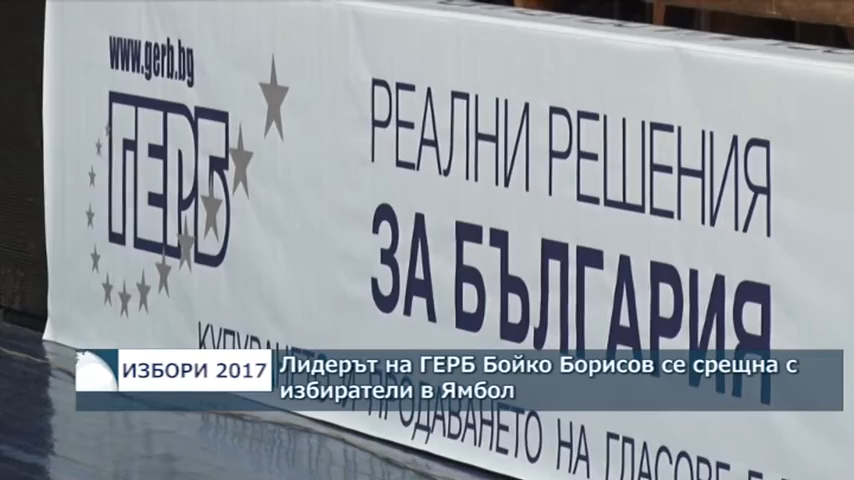 www.gerb.bg
ГЕРБ
РЕАЛНИ РЕШЕНИЯ
ЗА БЪЛГАРИЯ
КУПУВАНЕТО И ПРОДАВАНЕТО НА ГЛАСОВЕ Е
ИЗБОРИ 2017
Лидерът на ГЕРБ Бойко Борисов се срещна с
избиратели в Ямбол